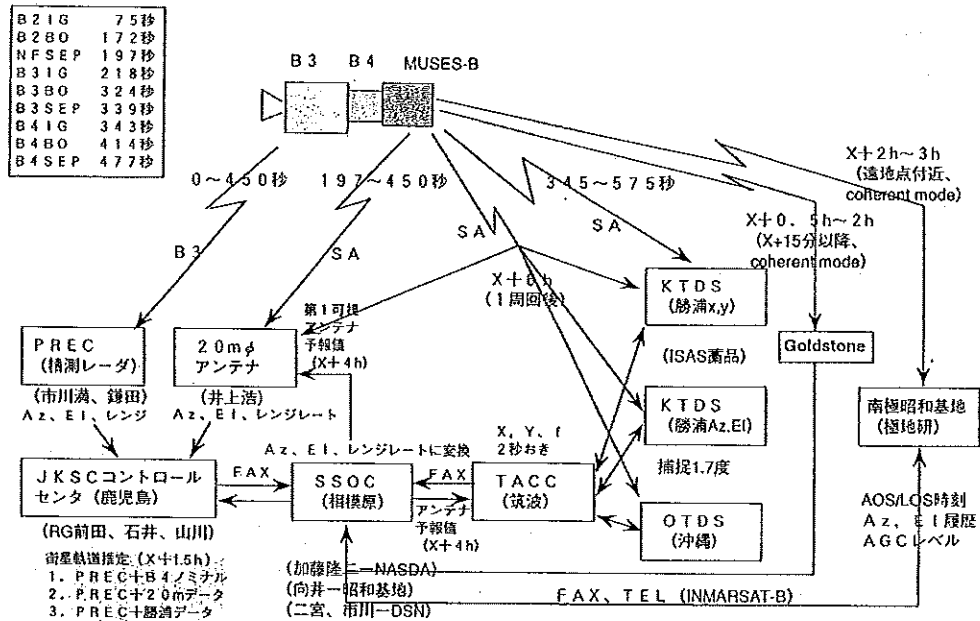 B2IG 75秒
B2BO 172秒
NFSEP 197秒
B3IG 218秒
B3BO 324秒
B3SEP 339秒
B4IG 343秒
B4BO 414秒
B4SEP 477秒
B3
B4
MUSES-B
0～450秒
197～450秒
345～575秒
X＋2h～3h
(遠地点付近、
coherent mode)
X＋0．5h～2h
(X+15分以降、
coherent mode)
B3
SA
SA
SA
X＋6h
(1周回後)
第1可視
アンテナ
予報値
(X＋4h)
PREC
(精測レーダ)
(市川満、鎌田)
Az、El、レンジ
20mφ
アンテナ
(井上浩)
Az、El、レンジレート
KTDS
(勝浦x,y)
(ISAS薬品)
Goldstone
KTDS
(勝浦Az,El)
捕捉1.7度
南極昭和基地
(極地研)
JKSCコントロール
センタ(鹿児島)
(RG前田、石井、山川)
FAX
Az、El、レンジレートに変換
SSOC
(相模原)
X、Y、f
2秒おき
FAX
アンテナ
予報値
(X＋4h)
TACC
(筑波)
OTDS
(沖縄)
AOS/LOS時刻
Az、El履歴
AGCレベル
衛星軌道推定(X＋1.5h)
1．PREC＋B4ノミナル
2．PREC＋20mデータ
3．PREC＋勝浦データ
(加藤隆二ーNASDA)
(向井ー昭和基地)
(二宮、市川ーDSN)
FAX、TEL (INMARSAT-B)